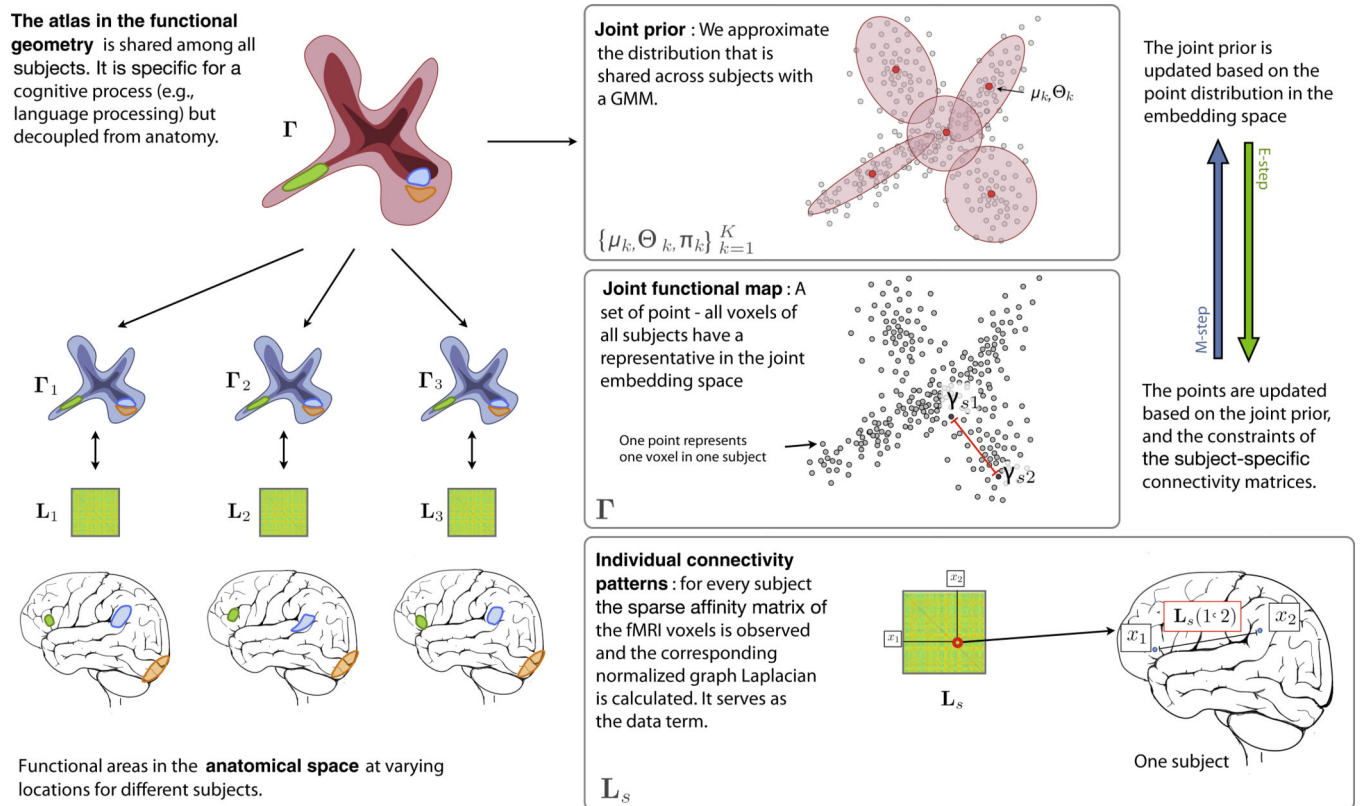 The atlas in the functional
geometry is shared among all
subjects. It is specific for a
cognitive process (e.g.,
language processing) but
decoupled from anatomy.
Γ
Γ₁
Γ₂
Γ₃
L₁
L₂
L₃
Functional areas in the anatomical space at varying
locations for different subjects.
Joint prior : We approximate
the distribution that is
shared across subjects with
a GMM.
μₖ,Θₖ
{μₖ,Θₖ,πₖ} K k=1
Joint functional map : A
set of point - all voxels of
all subjects have a
representative in the joint
embedding space
One point represents
one voxel in one subject
γs1
γs2
Γ
Individual connectivity
patterns : for every subject
the sparse affinity matrix of
the fMRI voxels is observed
and the corresponding
normalized graph Laplacian
is calculated. It serves as
the data term.
Lₛ
x₂
x₁
Lₛ
x₁
Lₛ(1,2)
x₂
One subject
The joint prior is
updated based on the
point distribution in the
embedding space
M-step
E-step
The points are updated
based on the joint prior,
and the constraints of
the subject-specific
connectivity matrices.